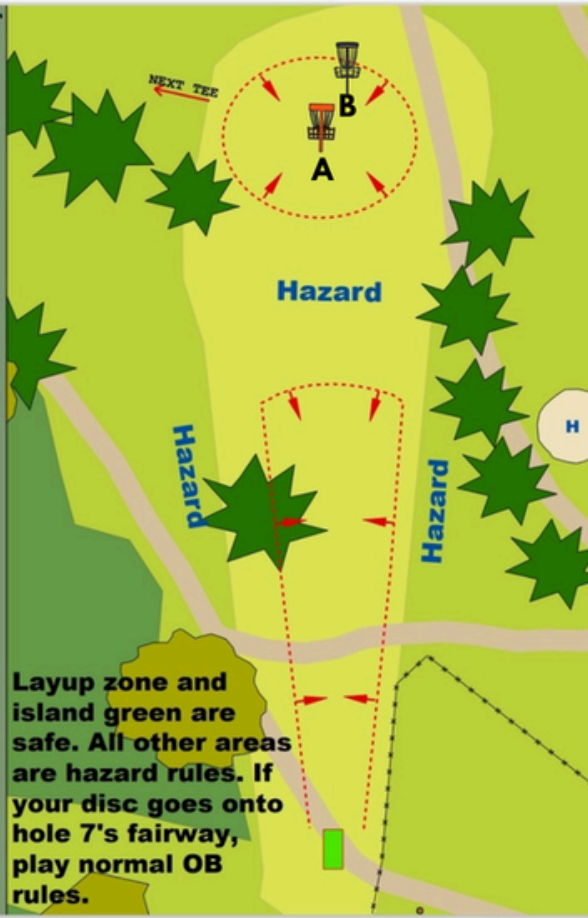 NEXT TEE
B
A
Hazard
Hazard
Hazard
H
Layup zone and
island green are
safe. All other areas
are hazard rules. If
your disc goes onto
hole 7's fairway,
play normal OB
rules.